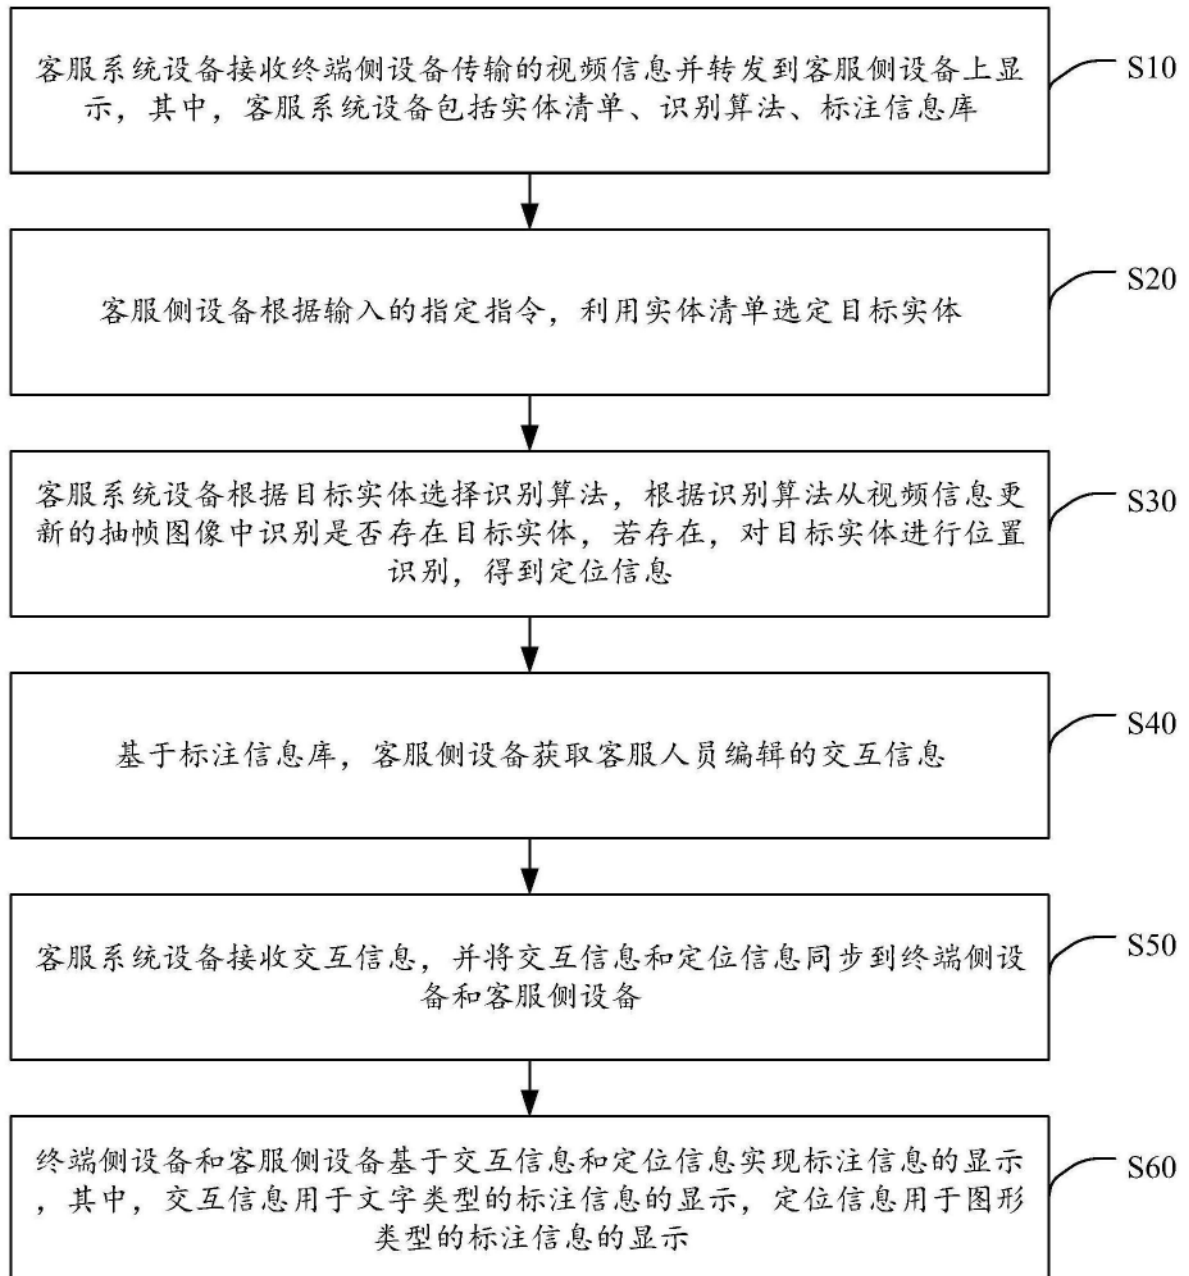 客服系统设备接收终端侧设备传输的视频信息并转发到客服侧设备上显
示，其中，客服系统设备包括实体清单、识别算法、标注信息库
S10
客服侧设备根据输入的指定指令，利用实体清单选定目标实体
S20
客服系统设备根据目标实体选择识别算法，根据识别算法从视频信息更
新的抽帧图像中识别是否存在目标实体，若存在，对目标实体进行位置
识别，得到定位信息
S30
基于标注信息库，客服侧设备获取客服人员编辑的交互信息
S40
客服系统设备接收交互信息，并将交互信息和定位信息同步到终端侧设
备和客服侧设备
S50
终端侧设备和客服侧设备基于交互信息和定位信息实现标注信息的显示
，其中，交互信息用于文字类型的标注信息的显示，定位信息用于图形
类型的标注信息的显示
S60